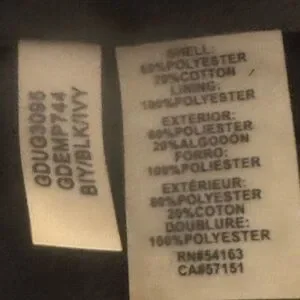 GDUG3095
GDEMP744
BIY/BLK/IVY
SHELL:
80%POLYESTER
20%COTTON
LINING:
100%POLYESTER
EXTERIOR:
80%POLIESTER
20%ALGODON
FORRO:
100%POLIESTER
EXTÉRIEUR:
80%POLYESTER
20%COTON
DOUBLURE:
100%POLYESTER
RN#54163
CA#57151